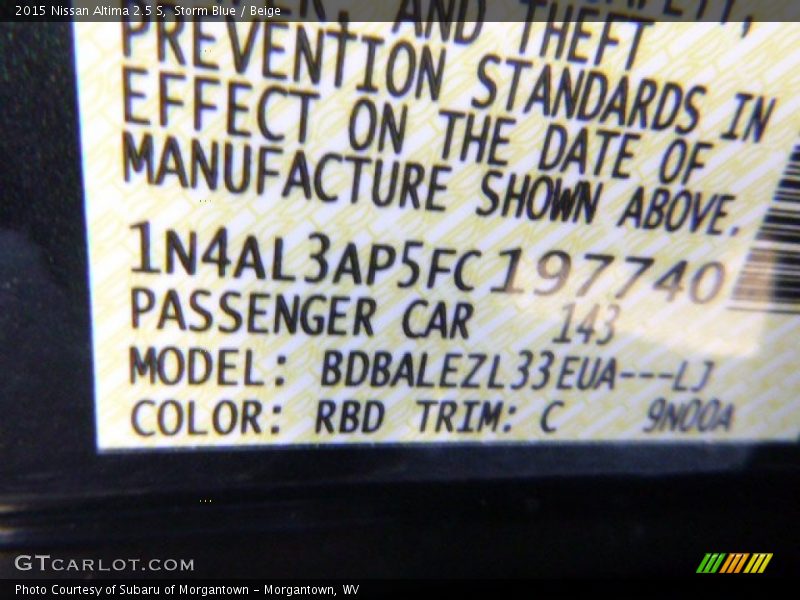 2015 Nissan Altima 2.5 S, Storm Blue / Beige
AND THEFT
PREVENTION STANDARDS IN
EFFECT ON THE DATE OF
MANUFACTURE SHOWN ABOVE.
1N4AL3AP5FC197740
PASSENGER CAR 143
MODEL: BDBALEZL33EUA---LJ
COLOR: RBD TRIM: C 9N00A
GTCARLOT.COM
Photo Courtesy of Subaru of Morgantown - Morgantown, WV